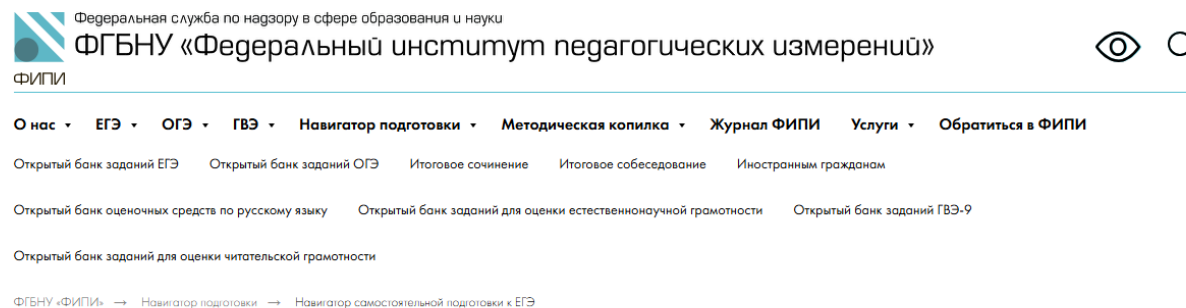 Федеральная служба по надзору в сфере образования и науки
ФГБНУ «Федеральный институт педагогических измерений»
ФИПИ
О нас ЕГЭ ОГЭ ГВЭ Навигатор подготовки Методическая копилка Журнал ФИПИ Услуги Обратиться в ФИПИ
Открытый банк заданий ЕГЭ Открытый банк заданий ОГЭ Итоговое сочинение Итоговое собеседование Иностранным гражданам
Открытый банк оценочных средств по русскому языку Открытый банк заданий для оценки естественнонаучной грамотности Открытый банк заданий ГВЭ-9
Открытый банк заданий для оценки читательской грамотности
ФГБНУ «ФИПИ» → Навигатор подготовки → Навигатор самостоятельной подготовки к ЕГЭ